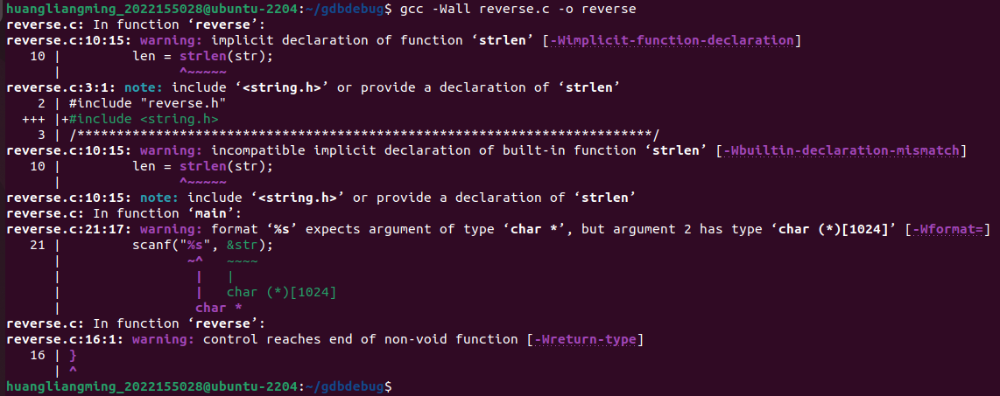 huangliangming_2022155028@ubuntu-2204:~/gdbdebug$ gcc -Wall reverse.c -o reverse
reverse.c: In function ‘reverse’:
reverse.c:10:15: warning: implicit declaration of function ‘strlen’ [-Wimplicit-function-declaration]
   10 |         len = strlen(str);
      |               ^~~~~~
reverse.c:3:1: note: include ‘<string.h>’ or provide a declaration of ‘strlen’
    2 | #include "reverse.h"
  +++ |+#include <string.h>
    3 | /*************************************************************************/
reverse.c:10:15: warning: incompatible implicit declaration of built-in function ‘strlen’ [-Wbuiltin-declaration-mismatch]
   10 |         len = strlen(str);
      |               ^~~~~~
reverse.c:10:15: note: include ‘<string.h>’ or provide a declaration of ‘strlen’
reverse.c: In function ‘main’:
reverse.c:21:17: warning: format ‘%s’ expects argument of type ‘char *’, but argument 2 has type ‘char (*)[1024]’ [-Wformat=]
   21 |         scanf("%s", &str);
      |                ~^   ~~~~
      |                 |   |
      |                 |   char (*)[1024]
      |                 char *
reverse.c: In function ‘reverse’:
reverse.c:16:1: warning: control reaches end of non-void function [-Wreturn-type]
   16 | }
      | ^
huangliangming_2022155028@ubuntu-2204:~/gdbdebug$